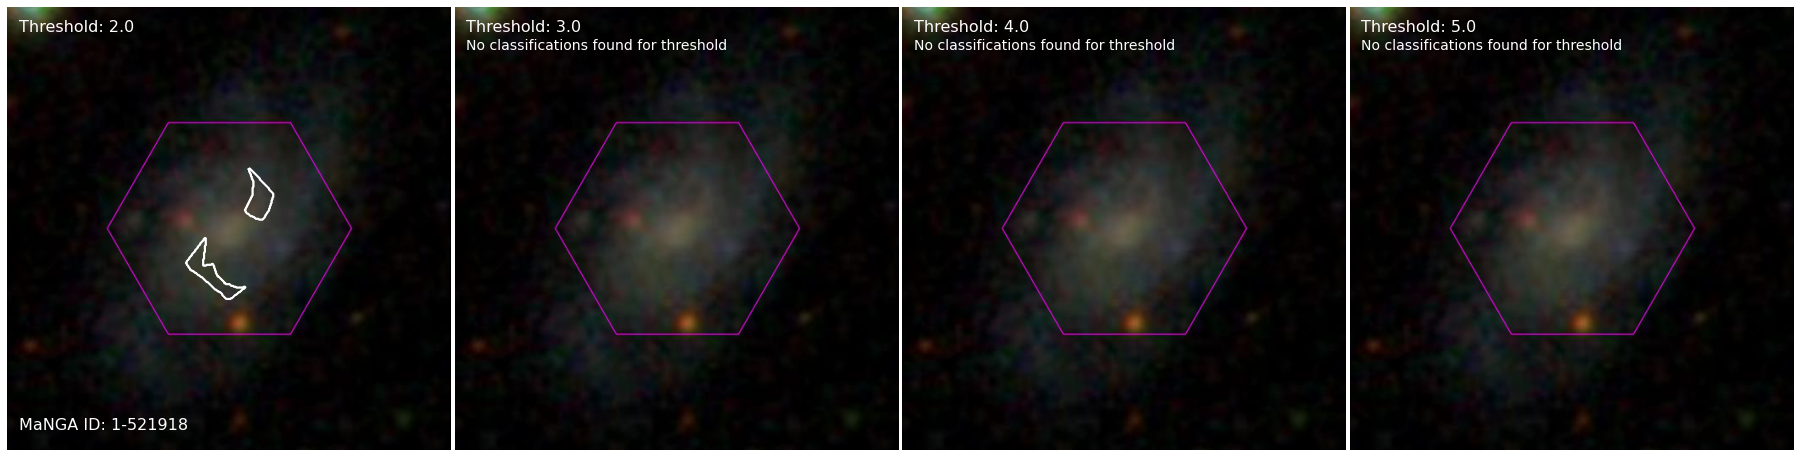 Threshold: 2.0
MaNGA ID: 1-521918
Threshold: 3.0
No classifications found for threshold
Threshold: 4.0
No classifications found for threshold
Threshold: 5.0
No classifications found for threshold